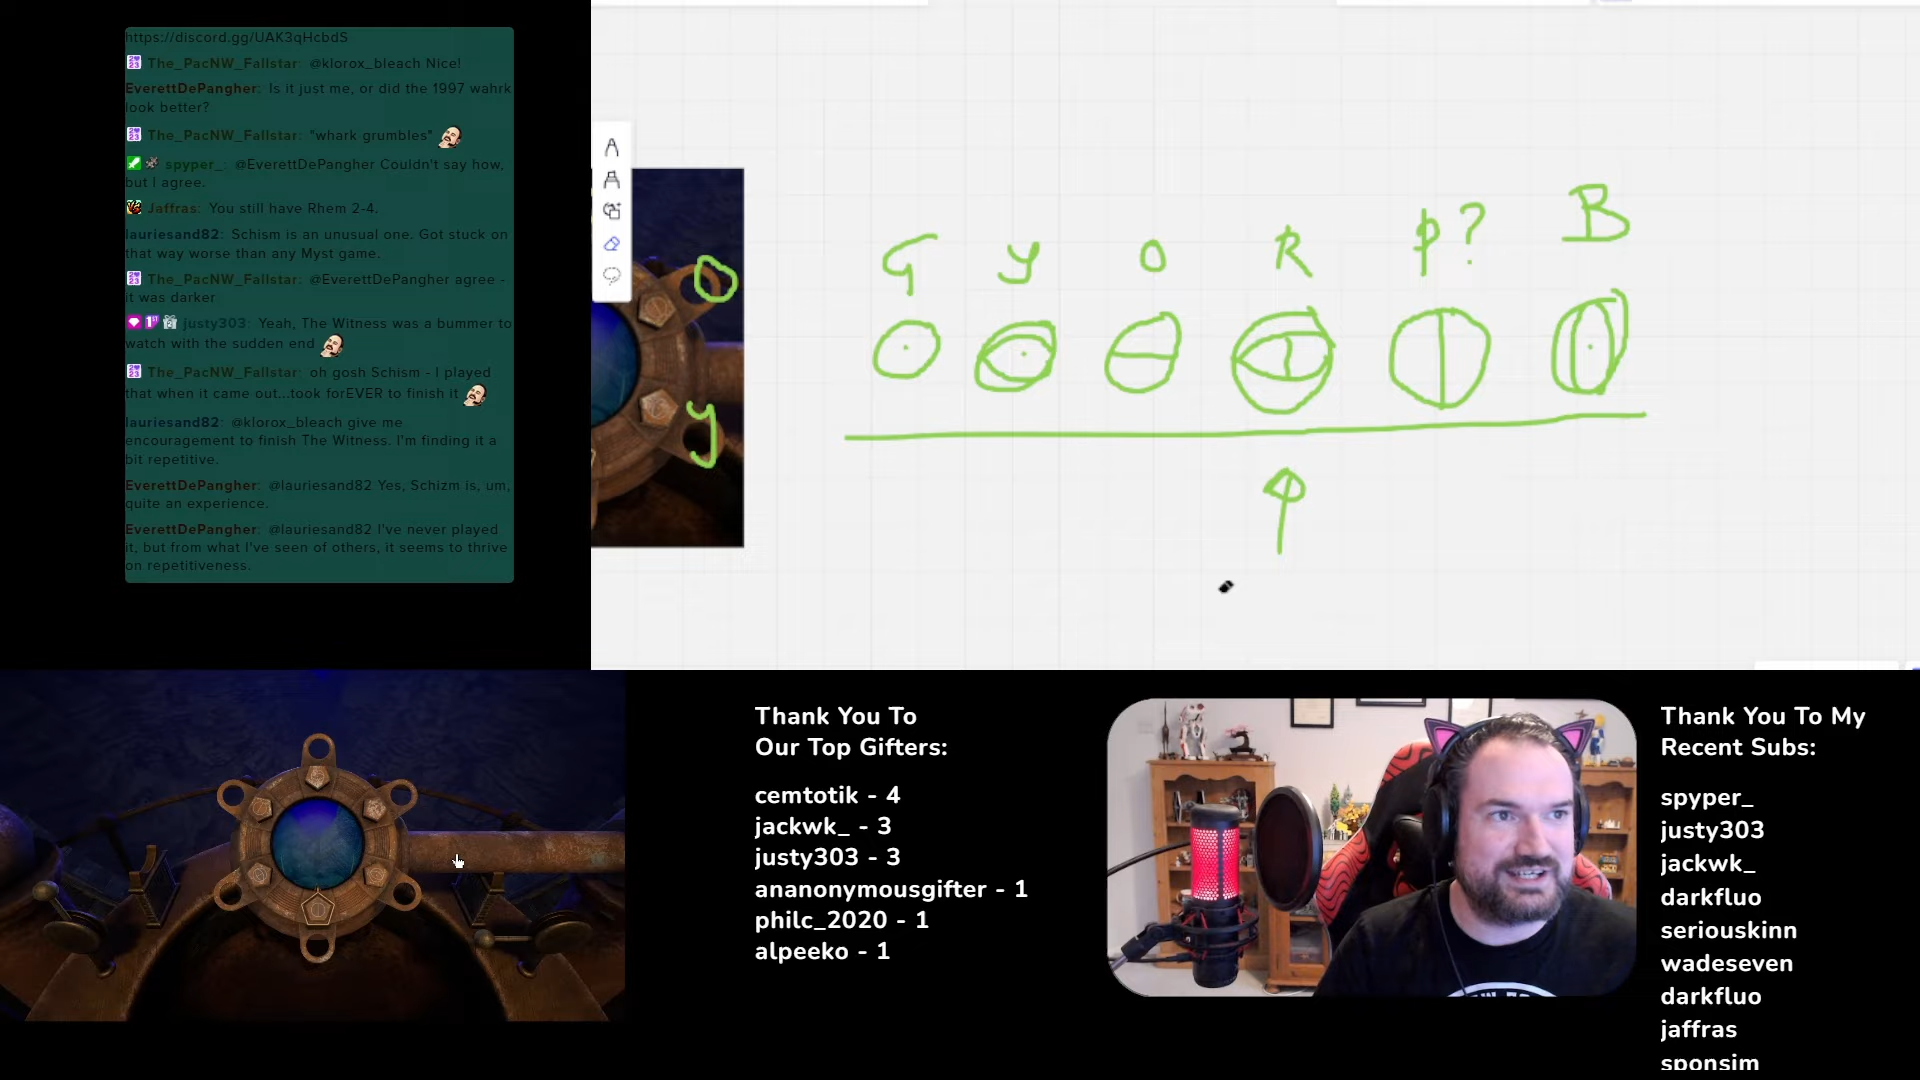 https://discord.gg/UAK3qHcbdS
The_PacNW_Fallstar: @klorox_bleach Nice!
EverettDePangher: Is it just me, or did the 1997 wahrk
look better?
The_PacNW_Fallstar: "whark grumbles"
spyper_: @EverettDePangher Couldn't say how,
but I agree.
Jaffras: You still have Rhem 2-4.
lauriesand82: Schism is an unusual one. Got stuck on
that way worse than any Myst game.
The_PacNW_Fallstar: @EverettDePangher agree -
it was darker
justy303: Yeah, The Witness was a bummer to
watch with the sudden end
The_PacNW_Fallstar: oh gosh Schism - I played
that when it came out...took forEVER to finish it
lauriesand82: @klorox_bleach give me
encouragement to finish The Witness. I'm finding it a
bit repetitive.
EverettDePangher: @lauriesand82 Yes, Schizm is, um,
quite an experience.
EverettDePangher: @lauriesand82 I've never played
it, but from what I've seen of others, it seems to thrive
on repetitiveness.
O
y
G y O R P? B
Thank You To
Our Top Gifters:
cemtotik - 4
jackwk_ - 3
justy303 - 3
ananonymousgifter - 1
philc_2020 - 1
alpeeko - 1
Thank You To My
Recent Subs:
spyper_
justy303
jackwk_
darkfluo
seriouskinn
wadeseven
darkfluo
jaffras
sponsim